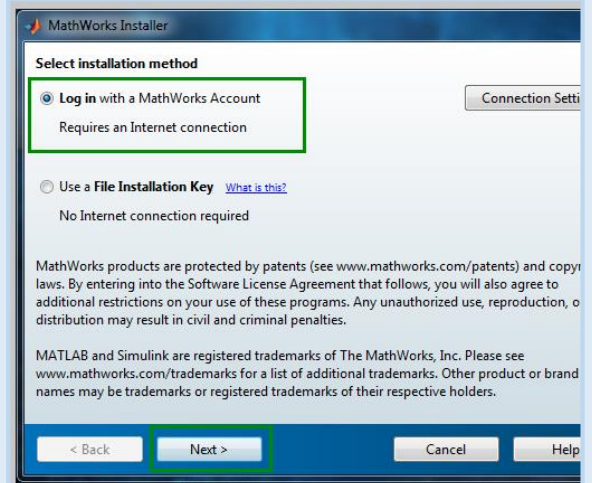 MathWorks Installer
Select installation method
Log in with a MathWorks Account
Connection Setti
Requires an Internet connection
Use a File Installation Key What is this?
No Internet connection required
MathWorks products are protected by patents (see www.mathworks.com/patents) and copyr
laws. By entering into the Software License Agreement that follows, you will also agree to
additional restrictions on your use of these programs. Any unauthorized use, reproduction, o
distribution may result in civil and criminal penalties.
MATLAB and Simulink are registered trademarks of The MathWorks, Inc. Please see
www.mathworks.com/trademarks for a list of additional trademarks. Other product or brand
names may be trademarks or registered trademarks of their respective holders.
< Back Next > Cancel Help